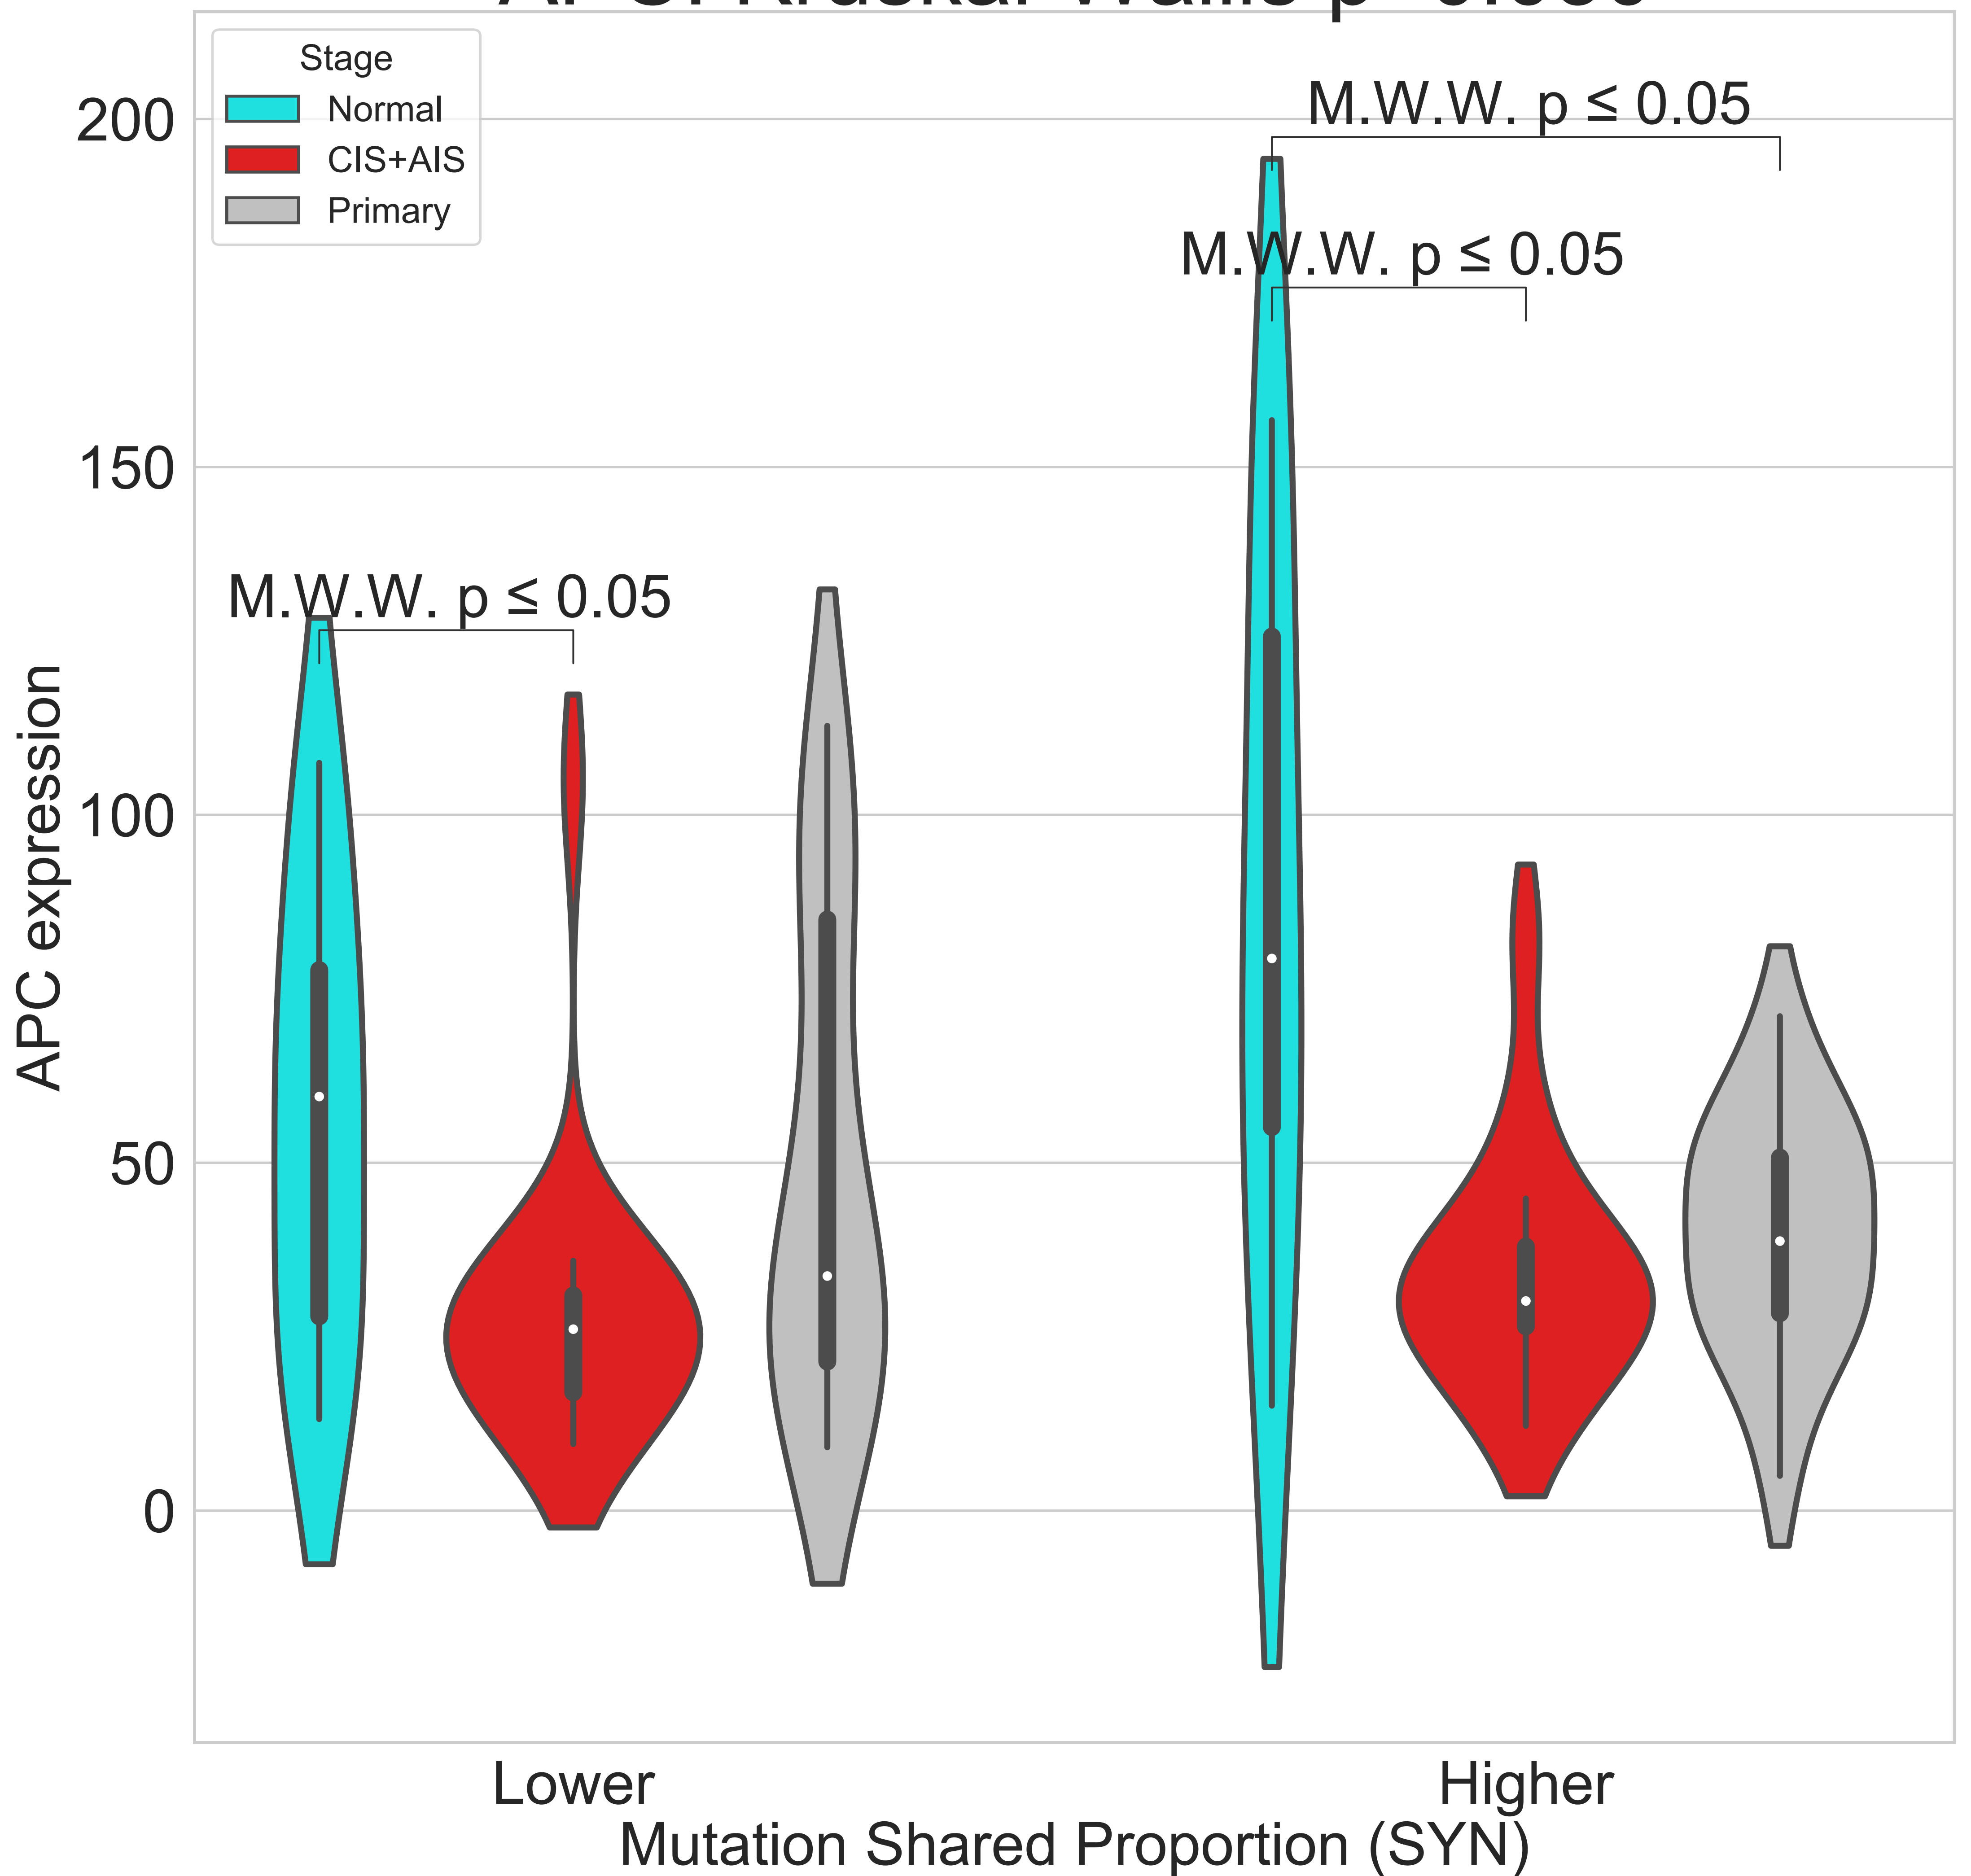 Stage
Normal
CIS+AIS
Primary
200
150
100
50
0
APC expression
M.W.W. p ≤ 0.05
M.W.W. p ≤ 0.05
M.W.W. p ≤ 0.05
Lower
Higher
Mutation Shared Proportion (SYN)